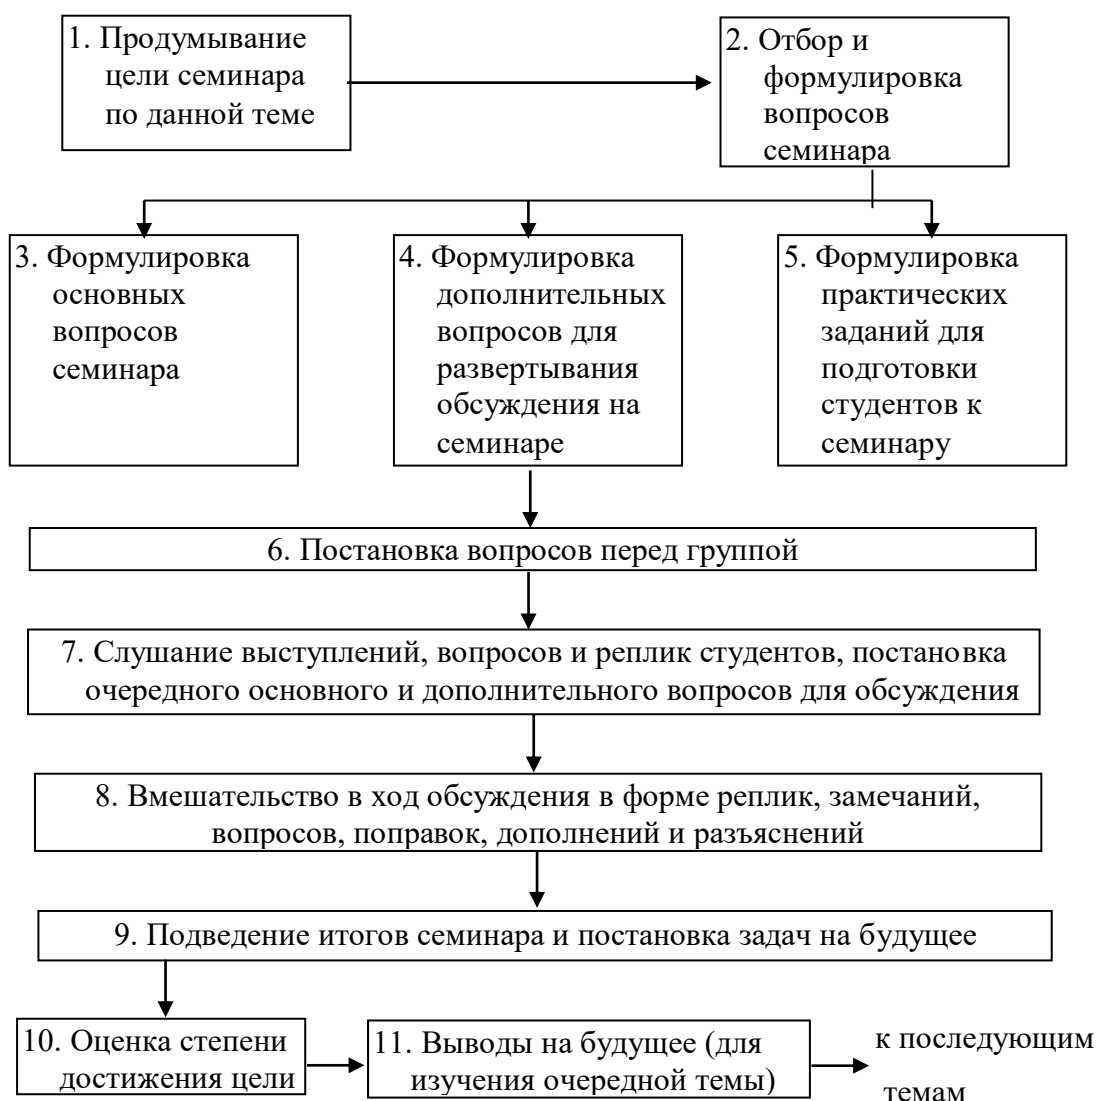 1. Продумывание
цели семинара
по данной теме
2. Отбор и
формулировка
вопросов
семинара
3. Формулировка
основных
вопросов
семинара
4. Формулировка
дополнительных
вопросов для
развертывания
обсуждения на
семинаре
5. Формулировка
практических
заданий для
подготовки
студентов к
семинару
6. Постановка вопросов перед группой
7. Слушание выступлений, вопросов и реплик студентов, постановка
очередного основного и дополнительного вопросов для обсуждения
8. Вмешательство в ход обсуждения в форме реплик, замечаний,
вопросов, поправок, дополнений и разъяснений
9. Подведение итогов семинара и постановка задач на будущее
10. Оценка степени
достижения цели
11. Выводы на будущее (для
изучения очередной темы)
к последующим
темам